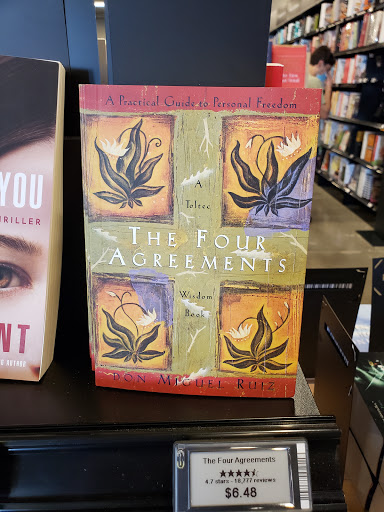 A Practical Guide to Personal Freedom
A
Toltec
THE FOUR
AGREEMENTS
Wisdom
Book
DON MIGUEL RUIZ
YOU
THRILLER
NT
The Four Agreements
4.7 stars - 18,777 reviews
$6.48